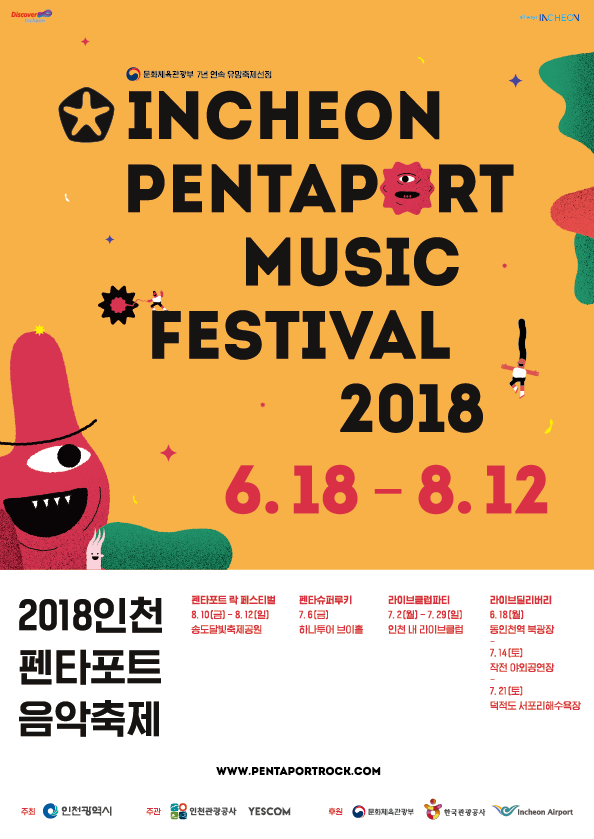 Discover
INCHEON
문화체육관광부 7년 연속 유망축제선정
INCHEON
PENTAPORT
MUSIC
FESTIVAL
2018
6.18 – 8.12
2018인천
펜타포트
음악축제
펜타포트 락 페스티벌
8.10(금) – 8.12(일)
송도달빛축제공원
펜타슈퍼루키
7.6(금)
하나투어 브이홀
라이브클럽파티
7.2(월) – 7.29(일)
인천 내 라이브클럽
라이브딜리버리
6.18(월)
동인천역 북광장
–
7.14(토)
작전 야외공연장
–
7.21(토)
덕적도 서포리해수욕장
WWW.PENTAPORTROCK.COM
주최 인천광역시 주관 인천관광공사 YESCOM 후원 문화체육관광부 한국관광공사 Incheon Airport